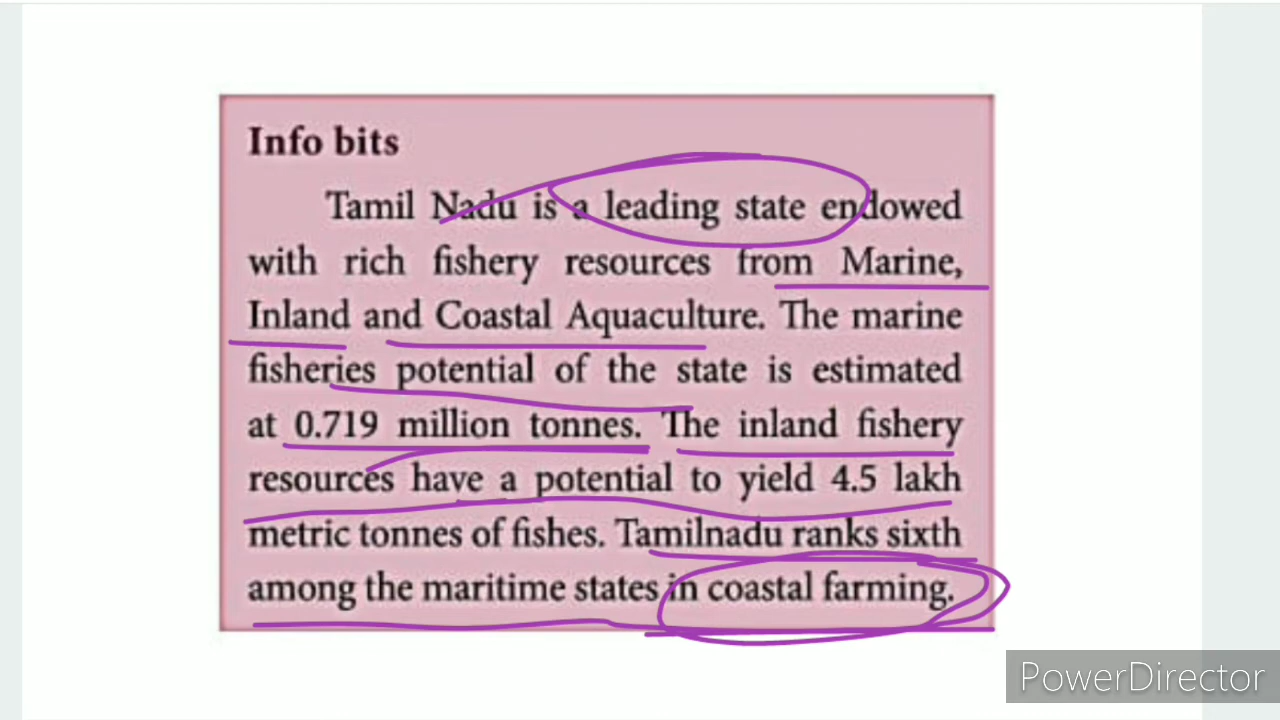 Info bits
Tamil Nadu is a leading state endowed
with rich fishery resources from Marine,
Inland and Coastal Aquaculture. The marine
fisheries potential of the state is estimated
at 0.719 million tonnes. The inland fishery
resources have a potential to yield 4.5 lakh
metric tonnes of fishes. Tamilnadu ranks sixth
among the maritime states in coastal farming.
PowerDirector